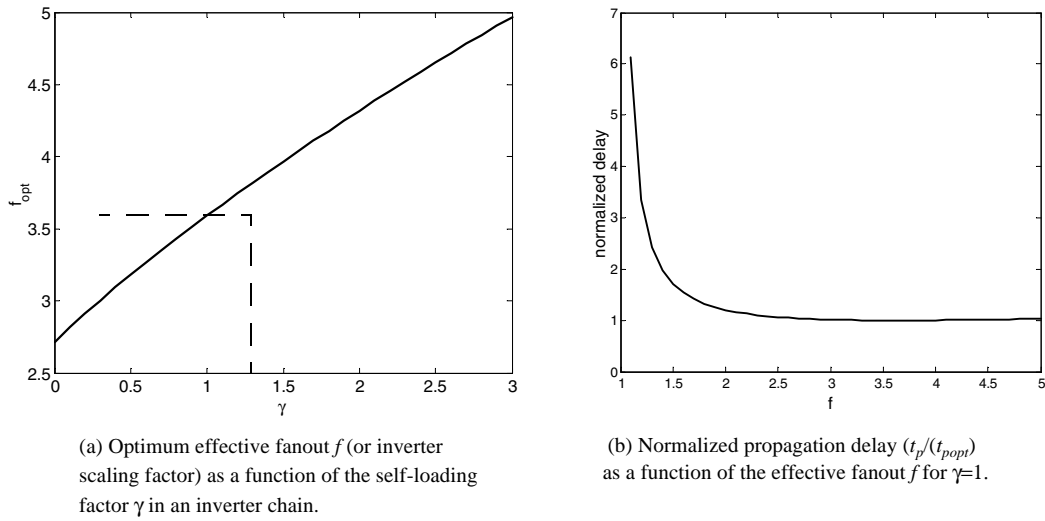 5
4.5
4
3.5
3
2.5
f_opt
0 0.5 1 1.5 2 2.5 3
γ
7
6
5
4
3
2
1
0
normalized delay
1 1.5 2 2.5 3 3.5 4 4.5 5
f
(a) Optimum effective fanout f (or inverter
scaling factor) as a function of the self-loading
factor γ in an inverter chain.
(b) Normalized propagation delay (t_p/(t_popt)
as a function of the effective fanout f for γ=1.